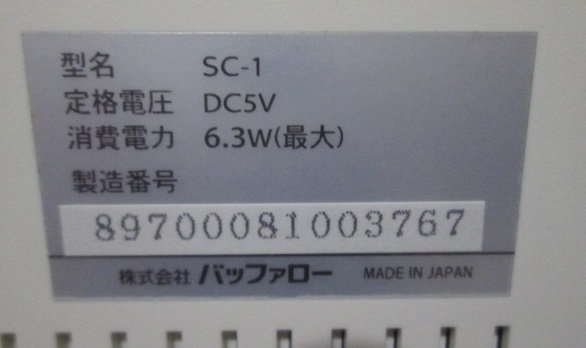 型名 SC-1
定格電圧 DC5V
消費電力 6.3W(最大)
製造番号
897000081003767
株式会社 バッファロー MADE IN JAPAN